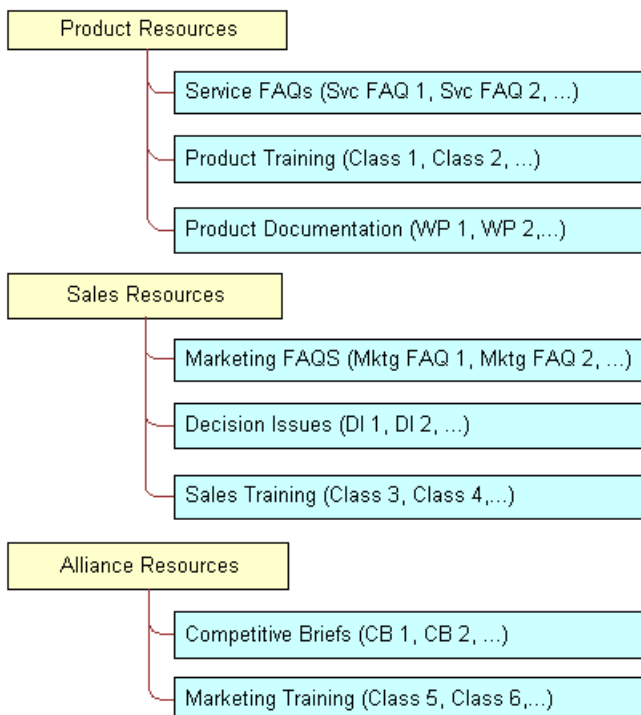 Product Resources
Service FAQs (Svc FAQ 1, Svc FAQ 2, ...)
Product Training (Class 1, Class 2, ...)
Product Documentation (WP 1, WP 2,...)
Sales Resources
Marketing FAQS (Mktg FAQ 1, Mktg FAQ 2, ...)
Decision Issues (DI 1, DI 2, ...)
Sales Training (Class 3, Class 4,...)
Alliance Resources
Competitive Briefs (CB 1, CB 2, ...)
Marketing Training (Class 5, Class 6,...)